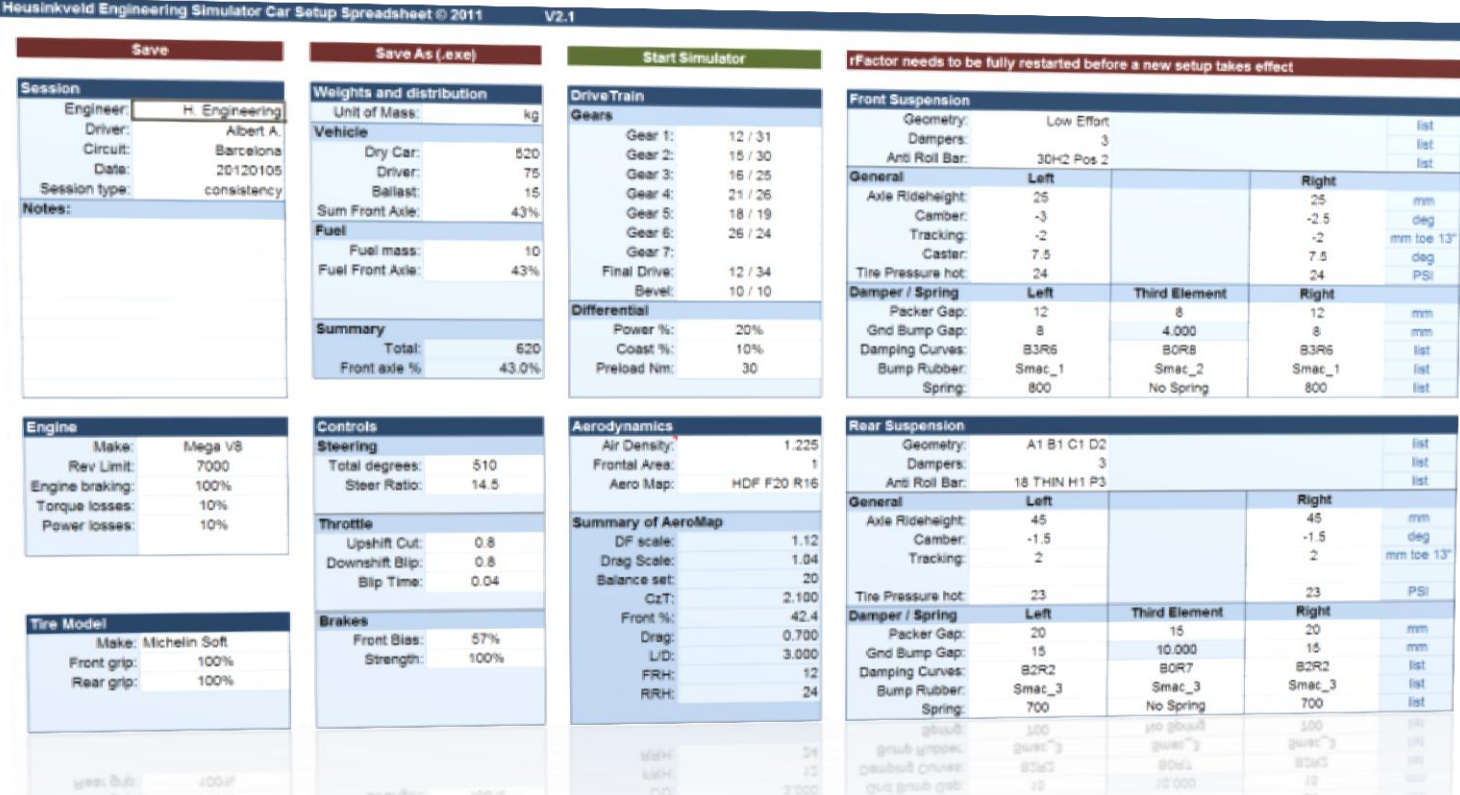 Heusinkveld Engineering Simulator Car Setup Spreadsheet © 2011 V2.1
Save
Save As (.exe)
Start Simulator
rFactor needs to be fully restarted before a new setup takes effect
Session
Engineer: H. Engineering
Driver: Albert A.
Circuit: Barcelona
Date: 20120105
Session type: consistency
Notes:
Weights and distribution
Unit of Mass: kg
Vehicle
Dry Car: 520
Driver: 75
Ballast: 15
Sum Front Axle: 43%
Fuel
Fuel mass: 10
Fuel Front Axle: 43%
Summary
Total: 620
Front axle % 43.0%
DriveTrain
Gears
Gear 1: 12 / 31
Gear 2: 15 / 30
Gear 3: 16 / 25
Gear 4: 21 / 26
Gear 5: 18 / 19
Gear 6: 26 / 24
Gear 7:
Final Drive: 12 / 34
Bevel: 10 / 10
Differential
Power %: 20%
Coast %: 10%
Preload Nm: 30
Front Suspension
Geometry: Low Effort list
Dampers: 3 list
Anti Roll Bar: 30H2 Pos 2 list
General Left Right
Axle Rideheight: 25 25 mm
Camber: -3 -2.5 deg
Tracking: -2 -2 mm toe 13"
Caster: 7.5 7.5 deg
Tire Pressure hot: 24 24 PSI
Damper / Spring Left Third Element Right
Packer Gap: 12 8 12 mm
Gnd Bump Gap: 8 4.000 8 mm
Damping Curves: B3R6 B0R8 B3R6 list
Bump Rubber: Smac_1 Smac_2 Smac_1 list
Spring: 800 No Spring 800 list
Engine
Make: Mega V8
Rev Limit: 7000
Engine braking: 100%
Torque losses: 10%
Power losses: 10%
Tire Model
Make: Michelin Soft
Front grip: 100%
Rear grip: 100%
Controls
Steering
Total degrees: 510
Steer Ratio: 14.5
Throttle
Upshift Cut: 0.8
Downshift Blip: 0.8
Blip Time: 0.04
Brakes
Front Bias: 57%
Strength: 100%
Aerodynamics
Air Density: 1.225
Frontal Area: 1
Aero Map: HDF F20 R16
Summary of AeroMap
DF scale: 1.12
Drag Scale: 1.04
Balance set: 20
CzT: 2.100
Front %: 42.4
Drag: 0.700
L/D: 3.000
FRH: 12
RRH: 24
Rear Suspension
Geometry: A1 B1 C1 D2 list
Dampers: 3 list
Anti Roll Bar: 18 THIN H1 P3 list
General Left Right
Axle Rideheight: 45 45 mm
Camber: -1.5 -1.5 deg
Tracking: 2 2 mm toe 13"
Tire Pressure hot: 23 23 PSI
Damper / Spring Left Third Element Right
Packer Gap: 20 15 20 mm
Gnd Bump Gap: 15 10.000 15 mm
Damping Curves: B2R2 B0R7 B2R2 list
Bump Rubber: Smac_3 Smac_3 Smac_3 list
Spring: 700 No Spring 700 list